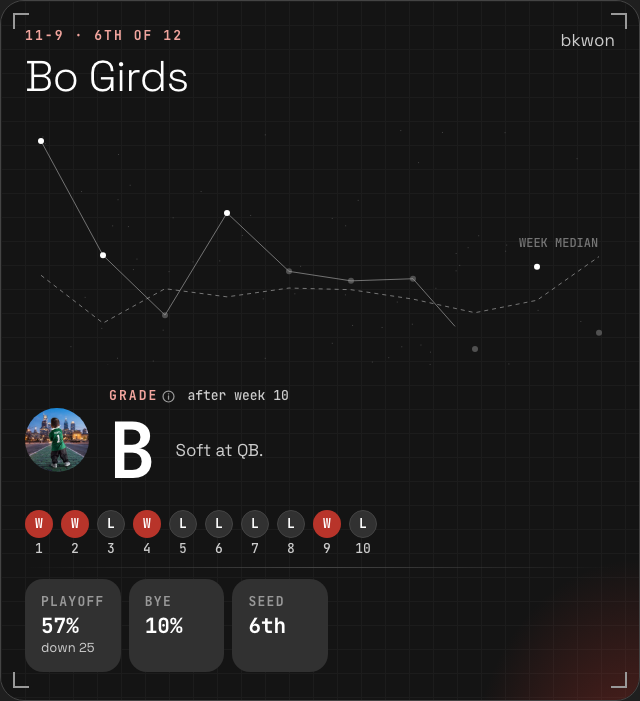 11-9 · 6TH OF 12
bkwon
Bo Girds
WEEK MEDIAN
GRADE ⓘ after week 10
B
Soft at QB.
W W L W L L L L W L
1 2 3 4 5 6 7 8 9 10
PLAYOFF
57%
down 25
BYE
10%
SEED
6th